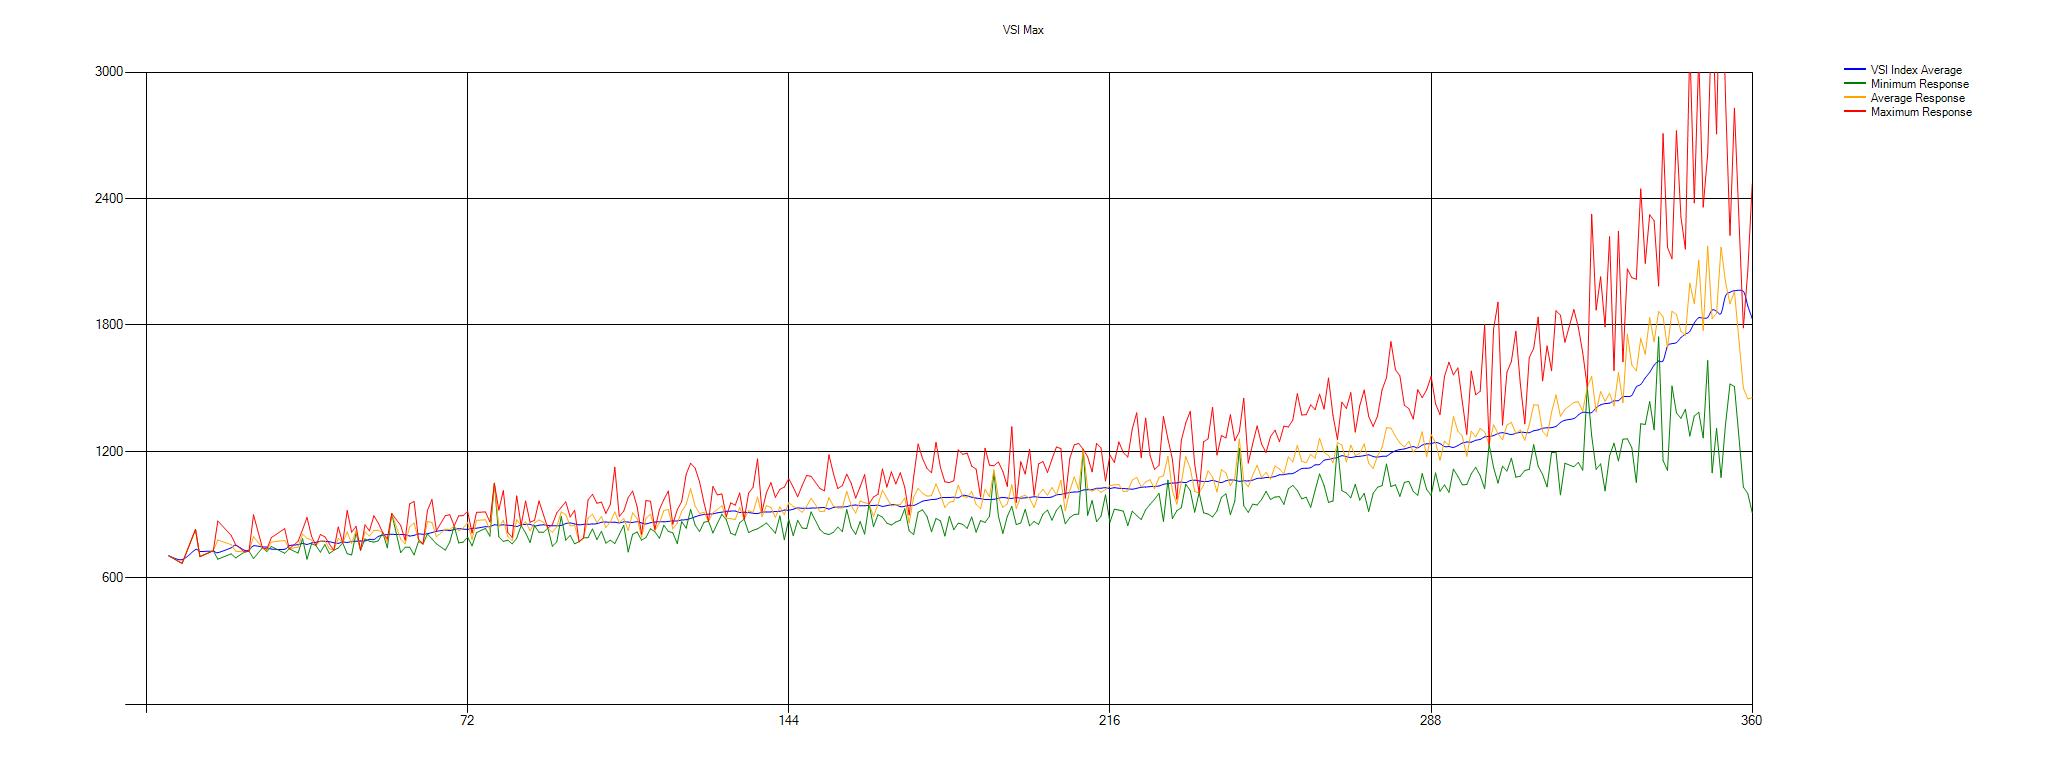 VSI Max
3000
2400
1800
1200
600
72
144
216
288
360
VSI Index Average
Minimum Response
Average Response
Maximum Response